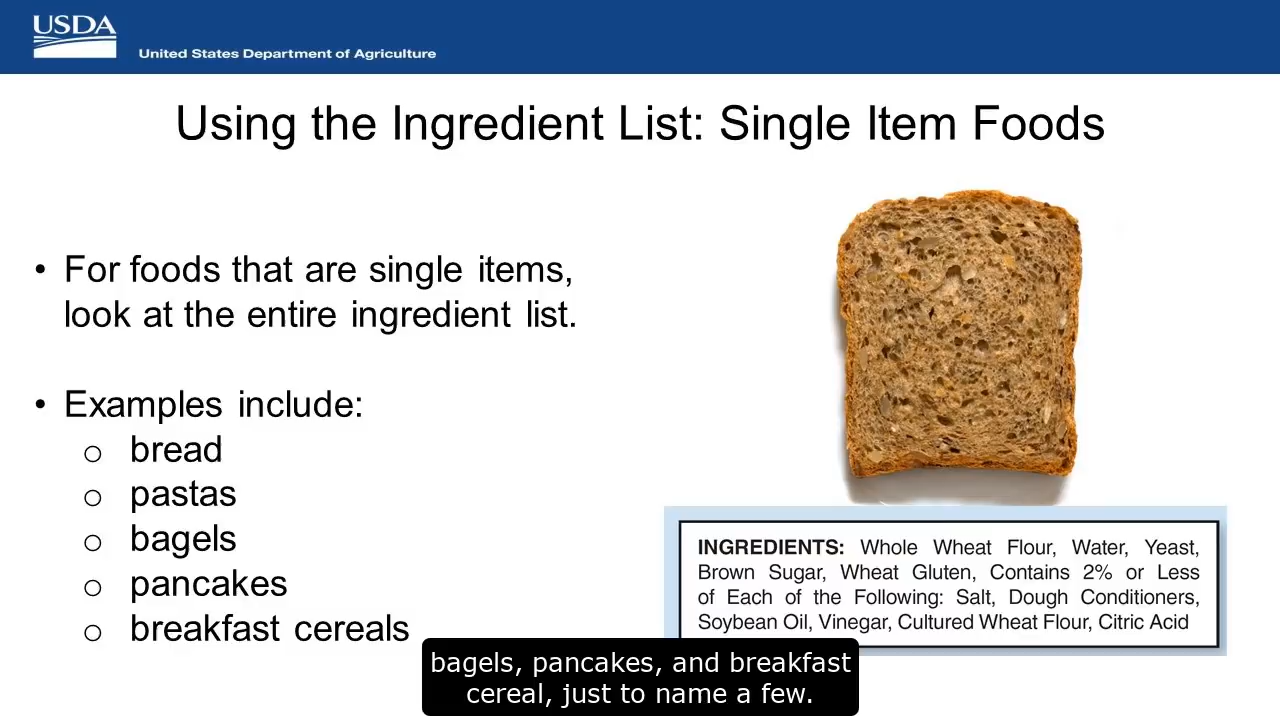 USDA
United States Department of Agriculture
Using the Ingredient List: Single Item Foods
• For foods that are single items,
look at the entire ingredient list.
• Examples include:
o bread
o pastas
o bagels
o pancakes
o breakfast cereals
INGREDIENTS: Whole Wheat Flour, Water, Yeast,
Brown Sugar, Wheat Gluten, Contains 2% or Less
of Each of the Following: Salt, Dough Conditioners,
Soybean Oil, Vinegar, Cultured Wheat Flour, Citric Acid
bagels, pancakes, and breakfast
cereal, just to name a few.